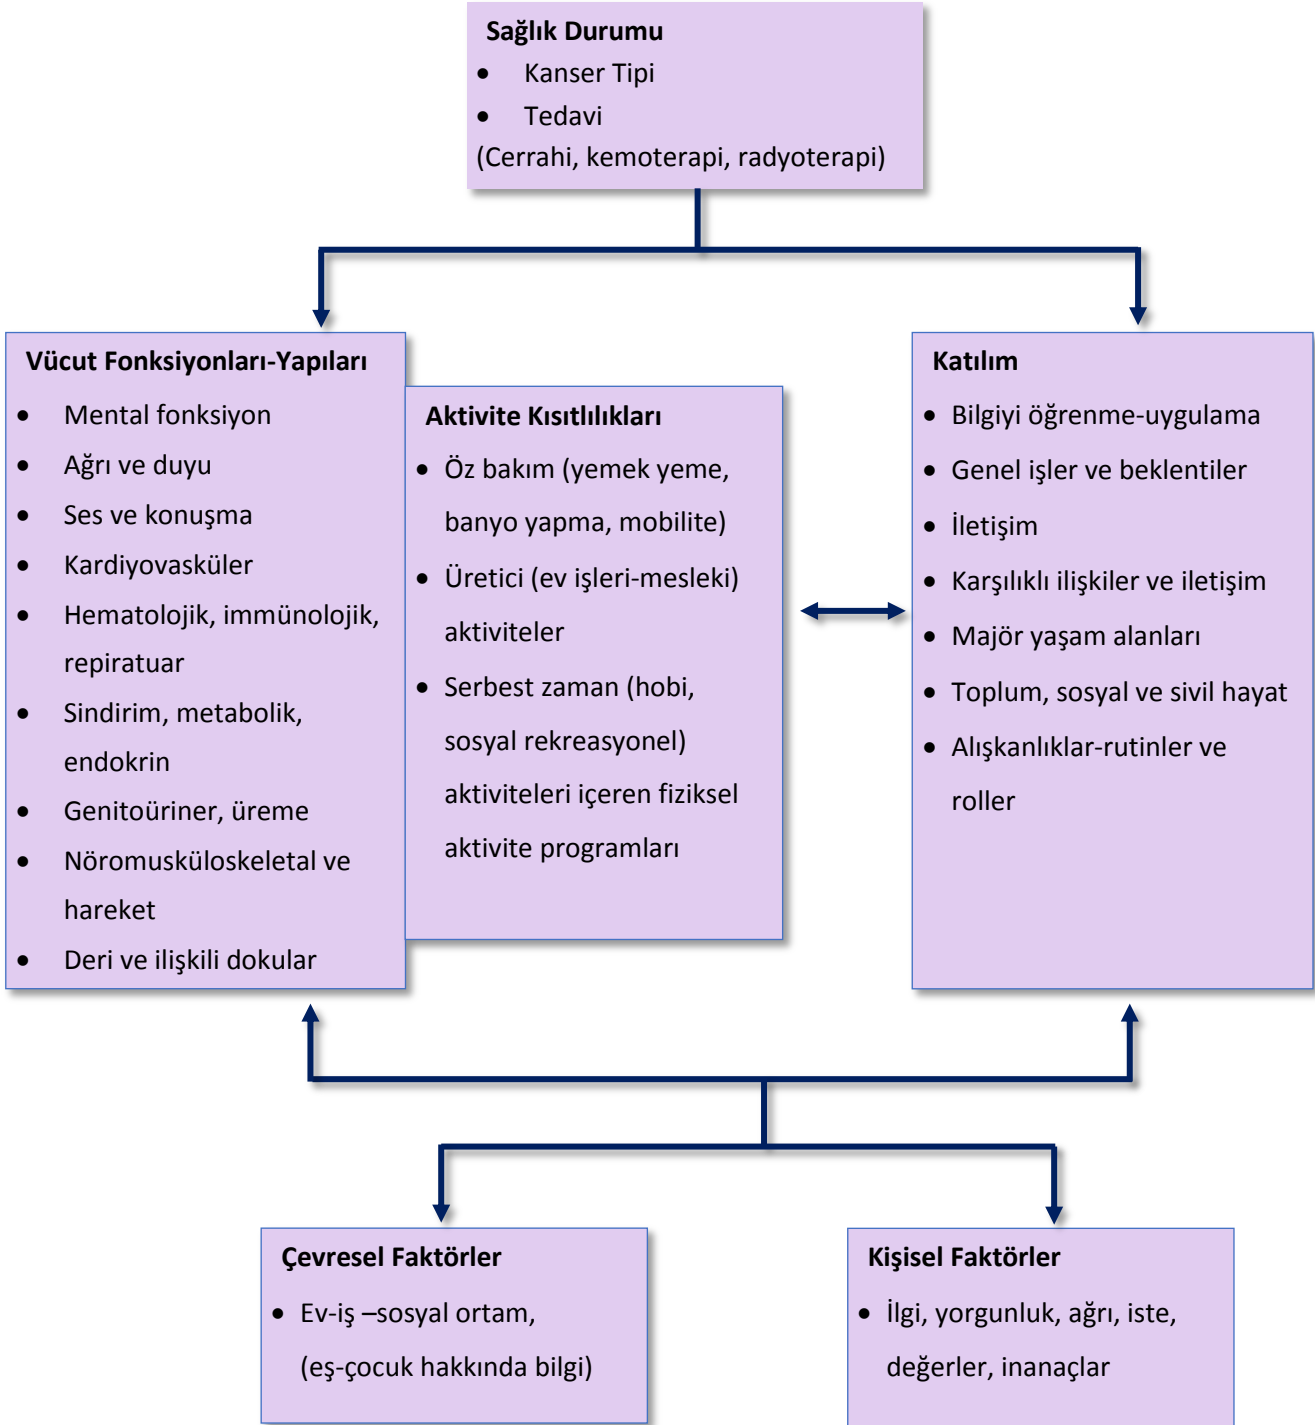 Sağlık Durumu
• Kanser Tipi
• Tedavi
(Cerrahi, kemoterapi, radyoterapi)
Vücut Fonksiyonları-Yapıları
• Mental fonksiyon
• Ağrı ve duyu
• Ses ve konuşma
• Kardiyovasküler
• Hematolojik, immünolojik,
repiratuar
• Sindirim, metabolik,
endokrin
• Genitoüriner, üreme
• Nöromusküloskeletal ve
hareket
• Deri ve ilişkili dokular
Aktivite Kısıtlılıkları
• Öz bakım (yemek yeme,
banyo yapma, mobilite)
• Üretici (ev işleri-mesleki)
aktiviteler
• Serbest zaman (hobi,
sosyal rekreasyonel)
aktiviteleri içeren fiziksel
aktivite programları
Katılım
• Bilgiyi öğrenme-uygulama
• Genel işler ve beklentiler
• İletişim
• Karşılıklı ilişkiler ve iletişim
• Majör yaşam alanları
• Toplum, sosyal ve sivil hayat
• Alışkanlıklar-rutinler ve
roller
Çevresel Faktörler
• Ev-iş –sosyal ortam,
(eş-çocuk hakkında bilgi)
Kişisel Faktörler
• İlgi, yorgunluk, ağrı, iste,
değerler, inanaçlar